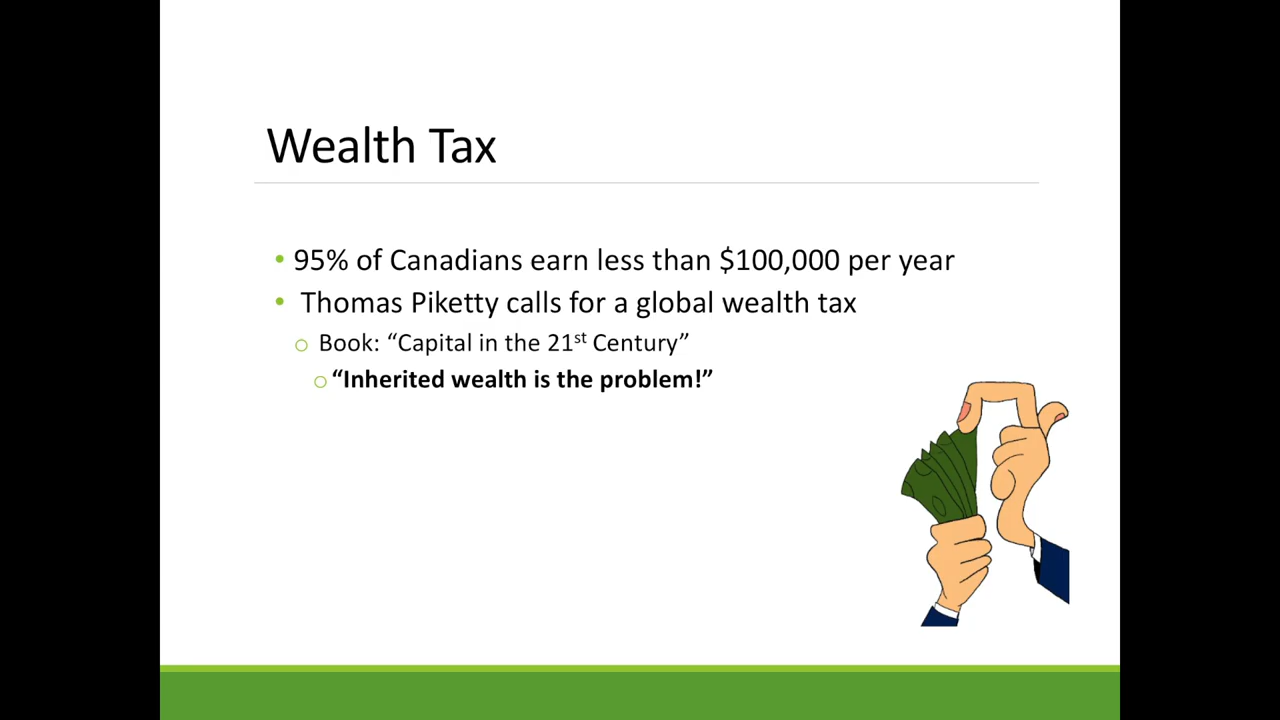 Wealth Tax
• 95% of Canadians earn less than $100,000 per year
• Thomas Piketty calls for a global wealth tax
o Book: “Capital in the 21st Century”
o “Inherited wealth is the problem!”